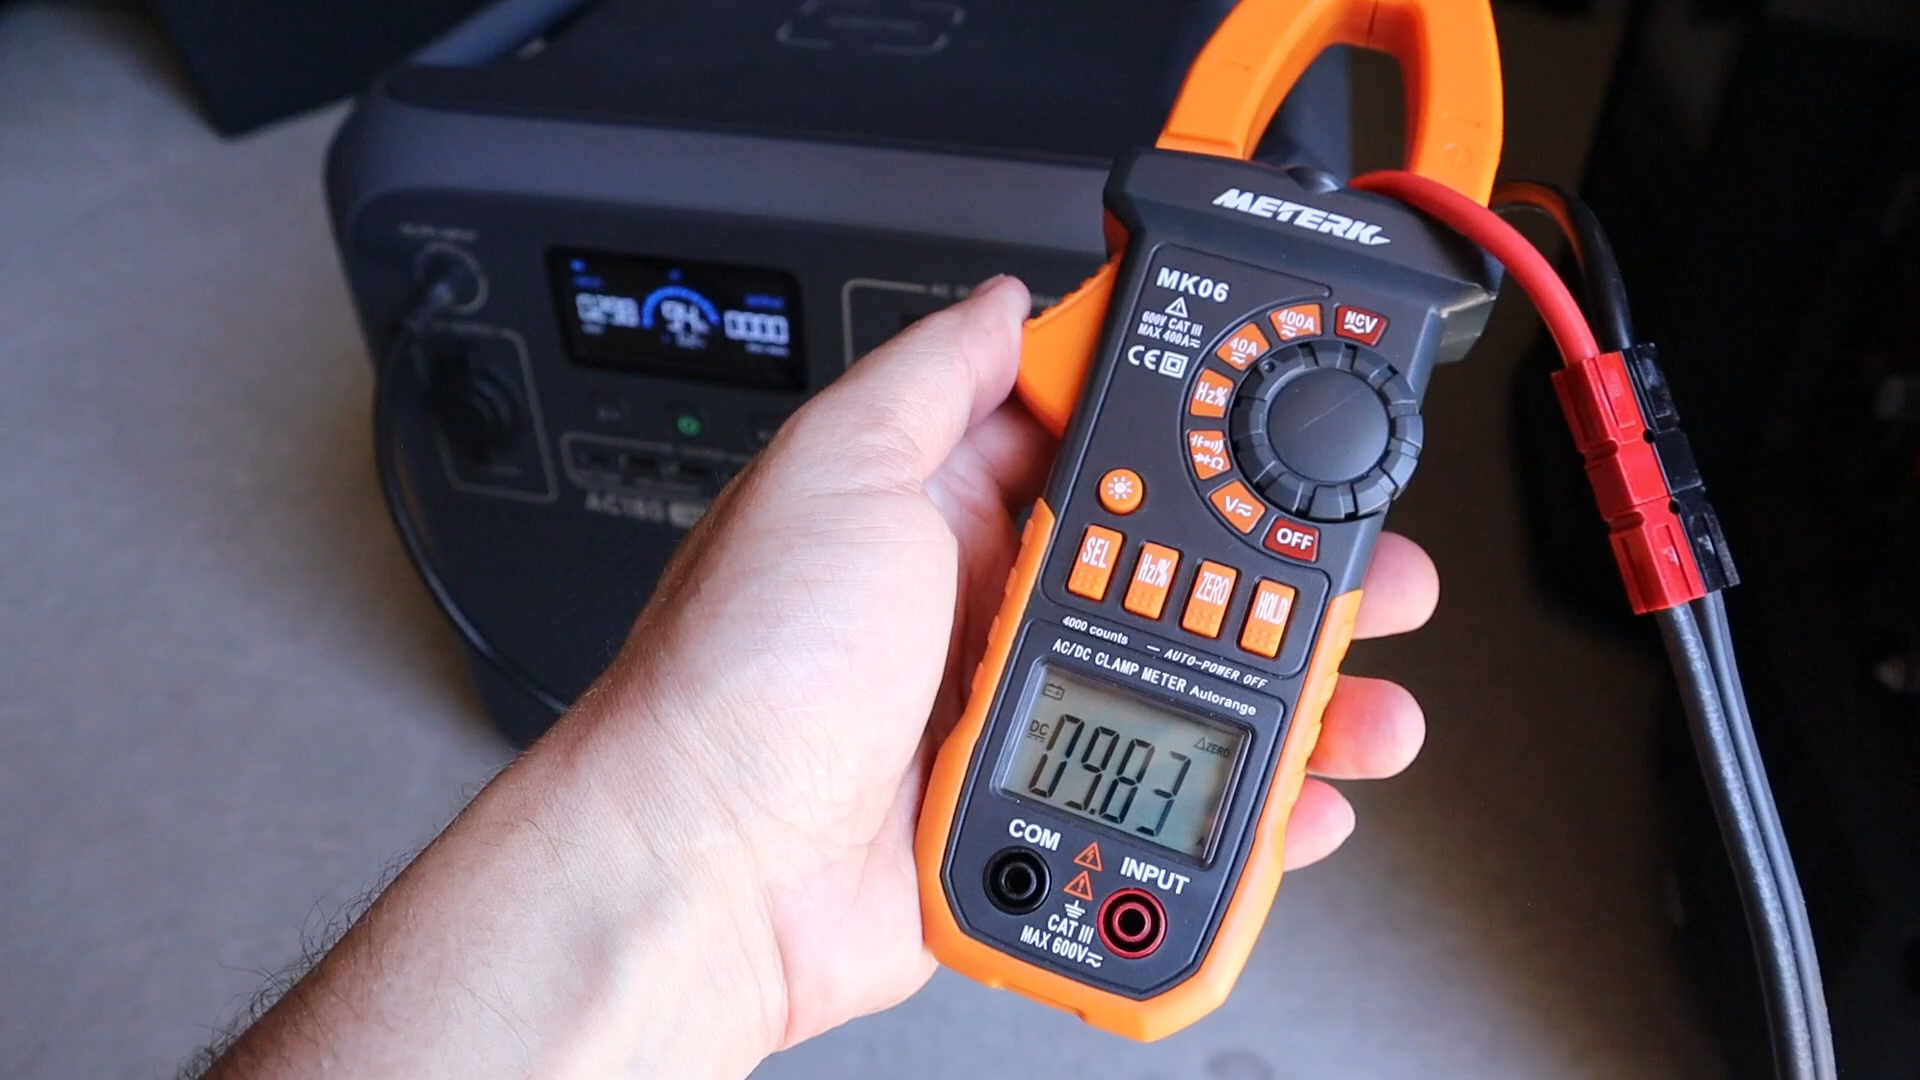 METERK
MK06
600V CAT III
MAX 400A
CE
NCV
400A
40A
Hz%
Ω
V
OFF
SEL
Hz/%
ZERO
HOLD
4000 counts
AUTO-POWER OFF
AC/DC CLAMP METER Autorange
DC
ZERO
09.83
COM
INPUT
CAT III
MAX 600V
AC180